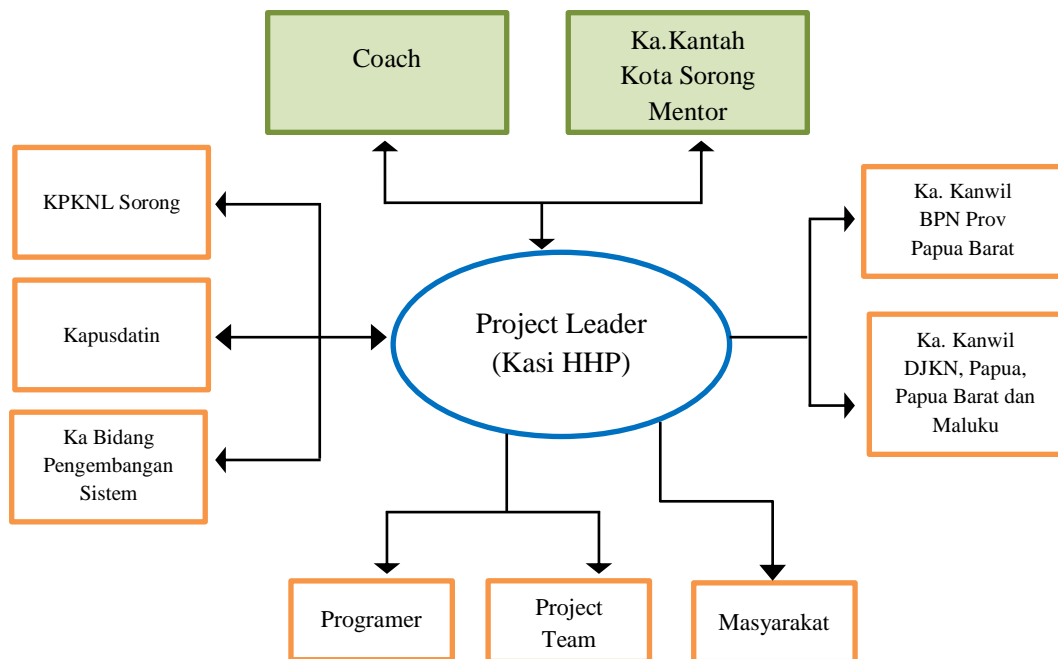 Coach
Ka.Kantah
Kota Sorong
Mentor
KPKNL Sorong
Ka. Kanwil
BPN Prov
Papua Barat
Kapusdatin
Project Leader
(Kasi HHP)
Ka. Kanwil
DJKN, Papua,
Papua Barat dan
Maluku
Ka Bidang
Pengembangan
Sistem
Programer
Project
Team
Masyarakat